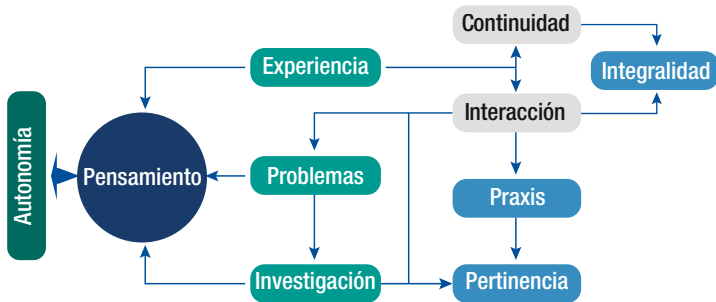 Continuidad
Experiencia
Integralidad
Interacción
Autonomía
Pensamiento
Problemas
Praxis
Investigación
Pertinencia